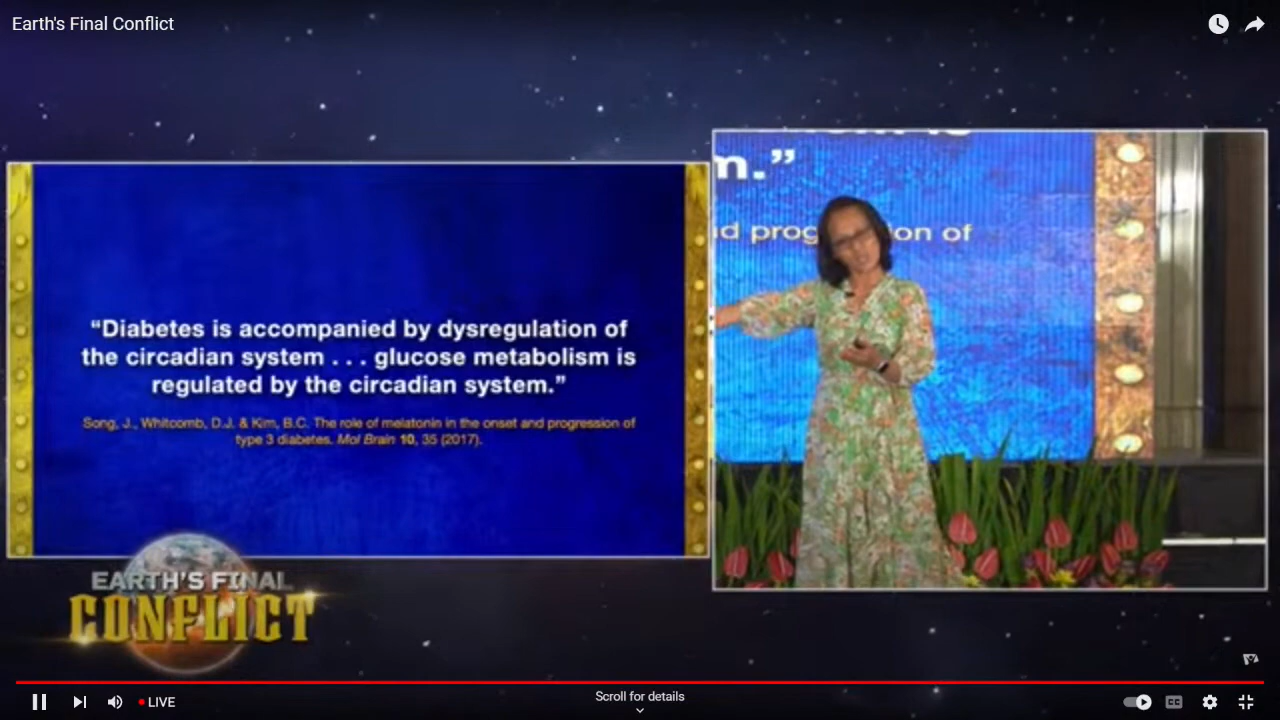 Earth's Final Conflict
“Diabetes is accompanied by dysregulation of
the circadian system . . . glucose metabolism is
regulated by the circadian system.”
Song, J., Whitcomb, D.J. & Kim, B.C. The role of melatonin in the onset and progression of
type 3 diabetes. Mol Brain 10, 35 (2017).
m.”
of
EARTH'S FINAL
CONFLICT
LIVE
Scroll for details
CC